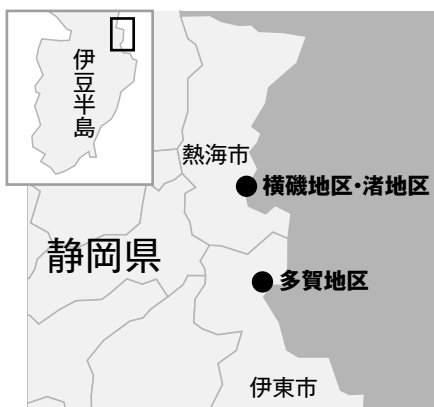 伊豆半島
熱海市
横磯地区・渚地区
静岡県
多賀地区
伊東市